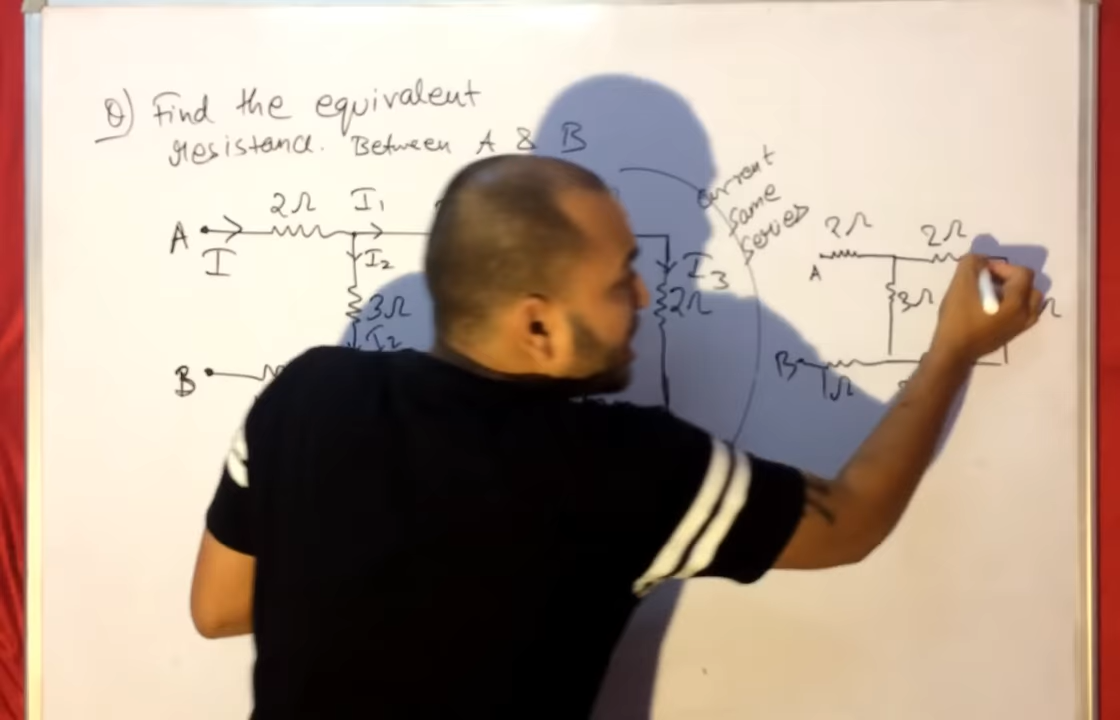 Q) Find the equivalent
resistance. Between A & B
current
same
series
A I 2Ω I₁
I₂
3Ω
I₂
I₃
2Ω
B
2Ω 2Ω
A
3Ω Ω
B 1Ω